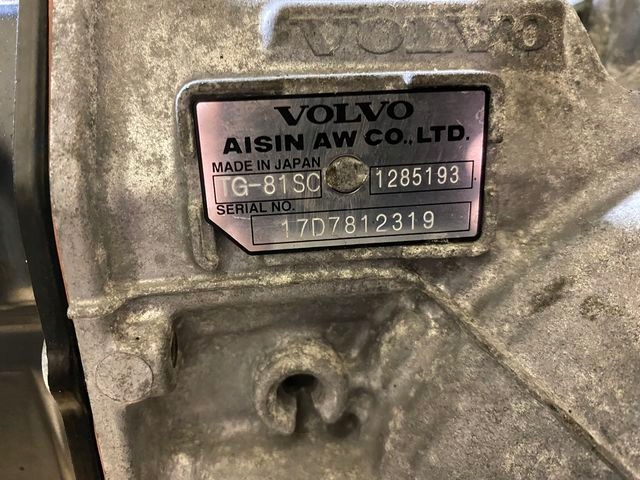 VOLVO
VOLVO
AISIN AW CO.,LTD.
MADE IN JAPAN
TG-81SC 1285193
SERIAL NO.
17D7812319